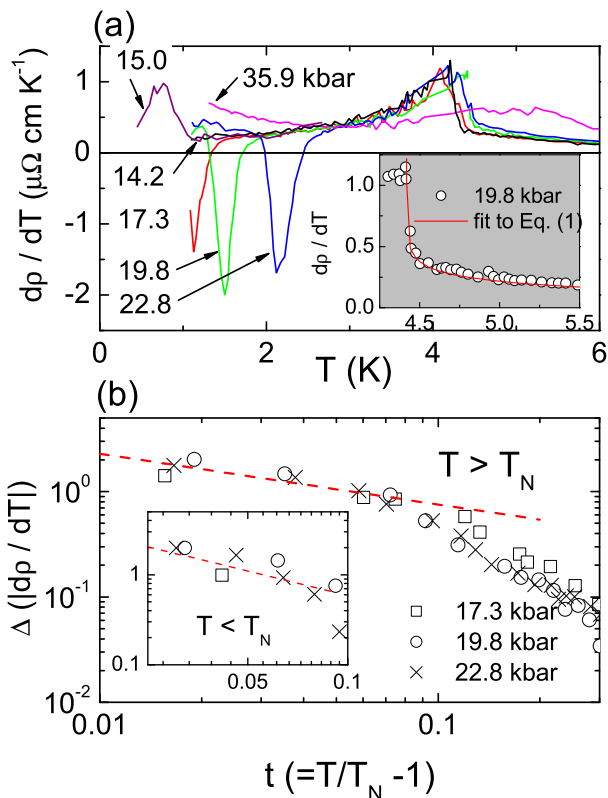 (a)
15.0
35.9 kbar
14.2
17.3
19.8
22.8
dρ / dT (μΩ cm K⁻¹)
1
0
-1
-2
0 2 4 6
T (K)
dρ / dT
1.0
0.5
0.0
4.5 5.0 5.5
19.8 kbar
fit to Eq. (1)
(b)
Δ (|dρ / dT|)
10⁰
10⁻¹
10⁻²
0.01 0.1
T > T_N
1
0.1
0.05 0.1
T < T_N
17.3 kbar
19.8 kbar
22.8 kbar
t (=T/T_N -1)